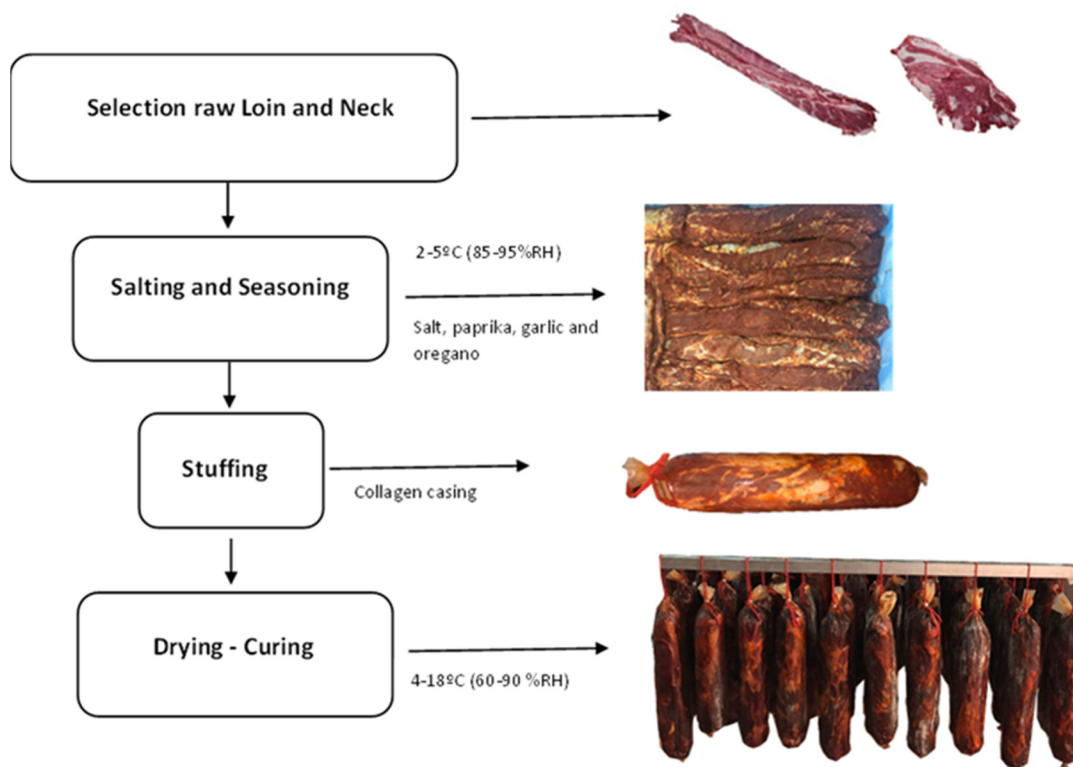 Selection raw Loin and Neck
2-5ºC (85-95%RH)
Salting and Seasoning
Salt, paprika, garlic and
oregano
Stuffing
Collagen casing
Drying - Curing
4-18ºC (60-90 %RH)